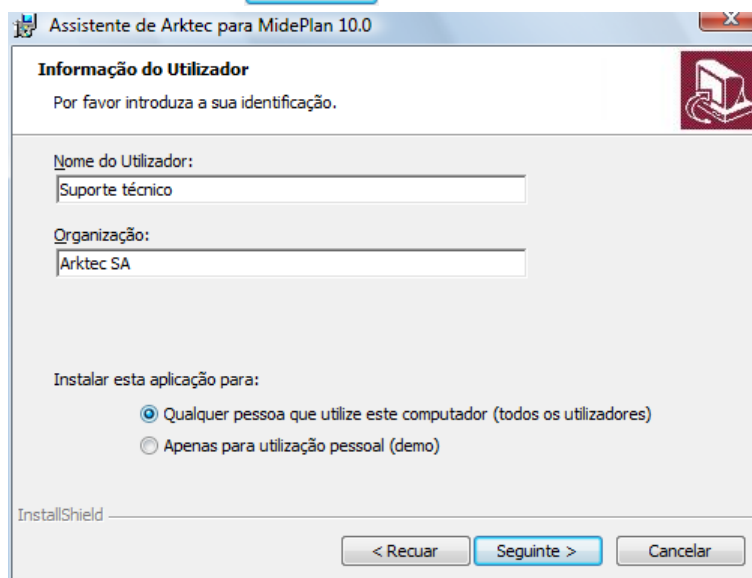 Assistente de Arktec para MidePlan 10.0
Informação do Utilizador
Por favor introduza a sua identificação.
Nome do Utilizador:
Suporte técnico
Organização:
Arktec SA
Instalar esta aplicação para:
Qualquer pessoa que utilize este computador (todos os utilizadores)
Apenas para utilização pessoal (demo)
InstallShield
< Recuar Seguinte > Cancelar